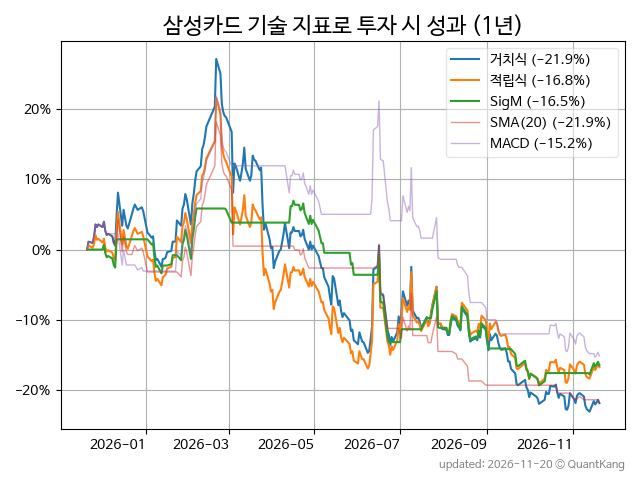 삼성카드 기술 지표로 투자 시 성과 (1년)
거치식 (−21.9%)
적립식 (−16.8%)
SigM (−16.5%)
SMA(20) (−21.9%)
MACD (−15.2%)
20%
10%
0%
−10%
−20%
2026-01
2026-03
2026-05
2026-07
2026-09
2026-11
updated: 2026-11-20 © QuantKang